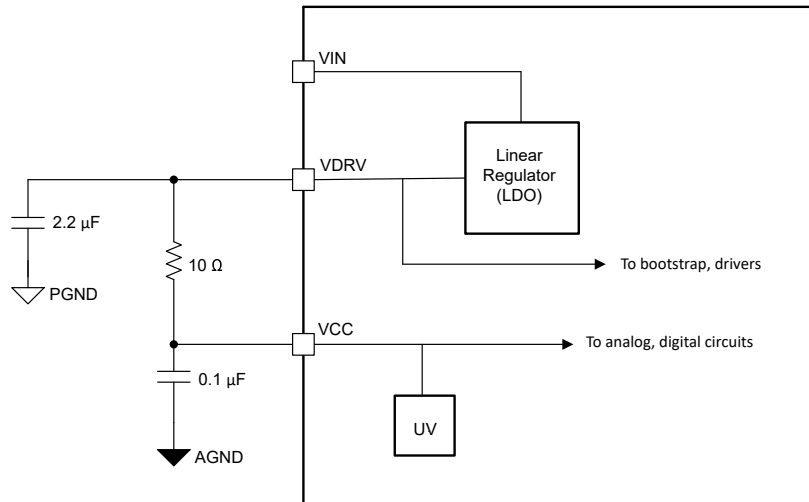 VIN
Linear
Regulator
(LDO)
VDRV
2.2 µF
10 Ω
To bootstrap, drivers
PGND
VCC
To analog, digital circuits
0.1 µF
UV
AGND